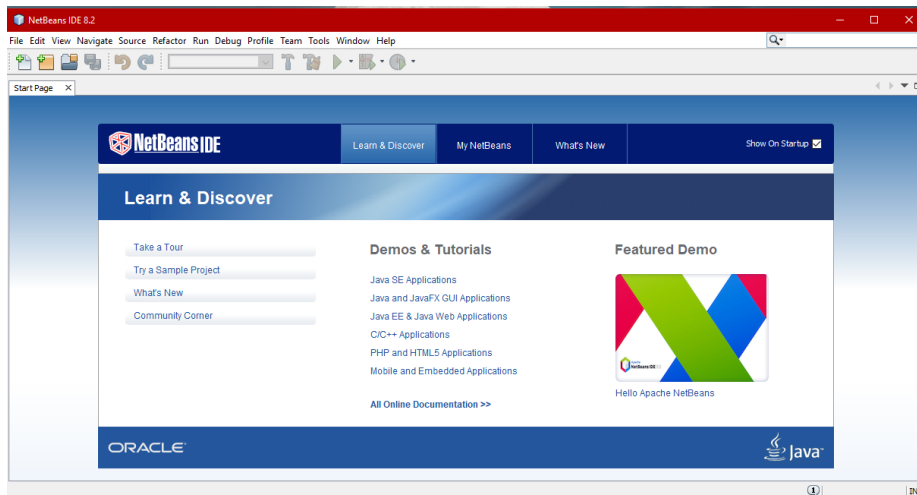 NetBeans IDE 8.2
File Edit View Navigate Source Refactor Run Debug Profile Team Tools Window Help
Start Page
NetBeans IDE
Learn & Discover
My NetBeans
What's New
Show On Startup
Learn & Discover
Take a Tour
Try a Sample Project
What's New
Community Corner
Demos & Tutorials
Java SE Applications
Java and JavaFX GUI Applications
Java EE & Java Web Applications
C/C++ Applications
PHP and HTML5 Applications
Mobile and Embedded Applications
All Online Documentation >>
Featured Demo
Hello Apache NetBeans
ORACLE
Java
1